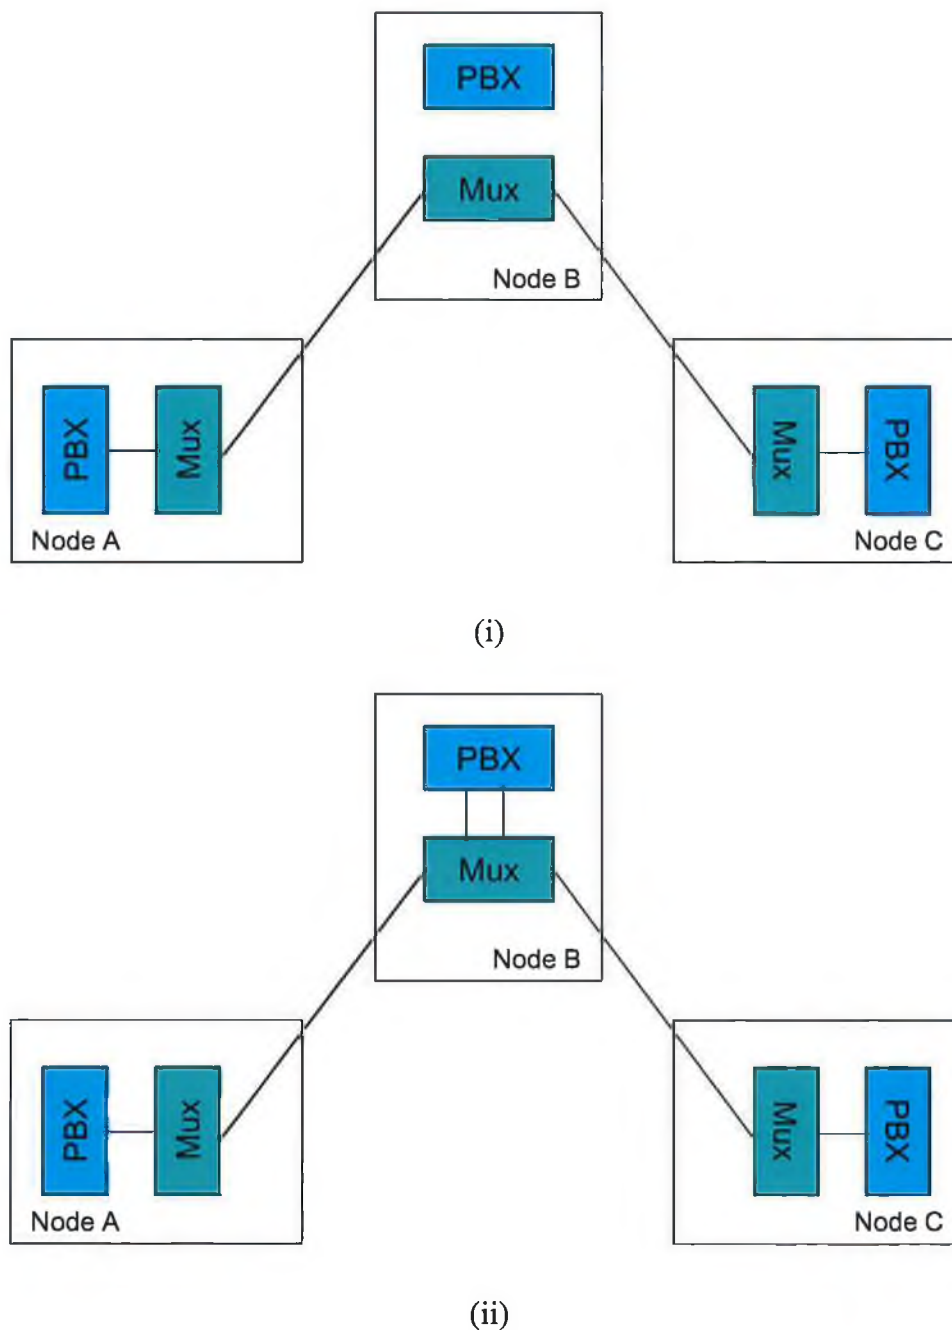 PBX
Mux
Node B
PBX
Mux
Node A
Mux
PBX
Node C
(i)
PBX
Mux
Node B
PBX
Mux
Node A
Mux
PBX
Node C
(ii)